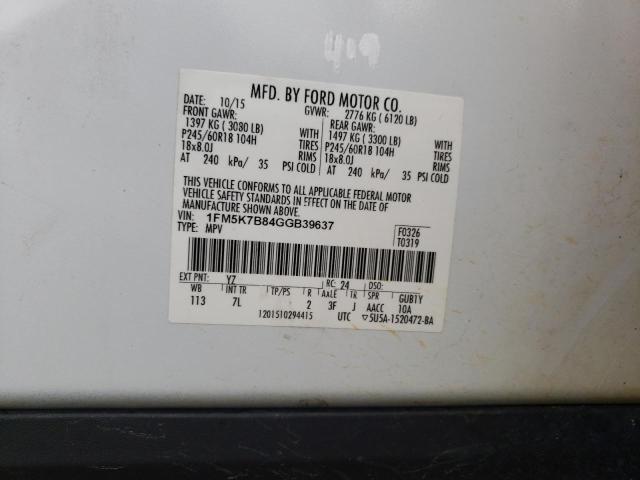 409
MFD. BY FORD MOTOR CO.
DATE: 10/15 GVWR: 2776 KG ( 6120 LB)
FRONT GAWR: REAR GAWR:
1397 KG ( 3080 LB) WITH 1497 KG ( 3300 LB) WITH
P245/60R18 104H TIRES P245/60R18 104H TIRES
18x8.0J RIMS 18x8.0J RIMS
AT 240 kPa/ 35 PSI COLD AT 240 kPa/ 35 PSI COLD
THIS VEHICLE CONFORMS TO ALL APPLICABLE FEDERAL MOTOR
VEHICLE SAFETY STANDARDS IN EFFECT ON THE DATE OF
MANUFACTURE SHOWN ABOVE.
VIN: 1FM5K7B84GGB39637 F0326
TYPE: MPV T0319
EXT PNT: YZ RC: 24 DSO:
WB INT TR TP/PS R AxLE TR SPR GUB1Y
113 7L 2 3F J AACC 10A
1201510294415 UTC ▽5U5A-1520472-BA